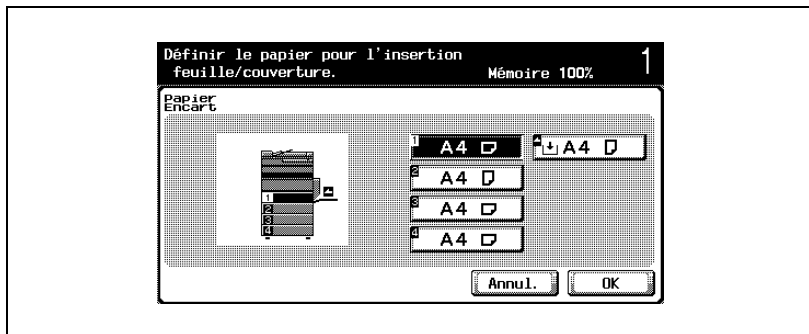 Définir le papier pour l'insertion
feuille/couverture.
Mémoire 100%
1
Papier
Encart
1 A4
A4
2 A4
3 A4
4 A4
1
2
3
4
Annul.
OK